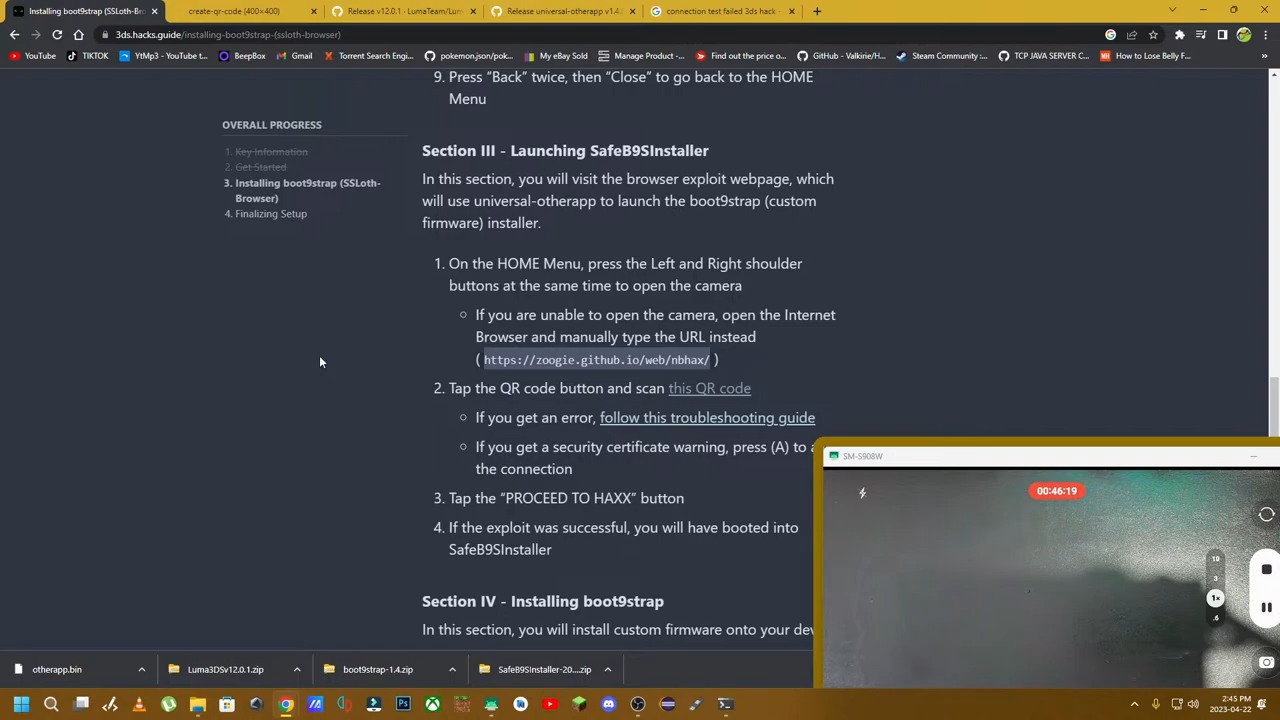 Installing boot9strap (SSLoth-B
create-qr-code (400×400)
Release v12.0.1 · LumaTeam/Lum
Release universal-otherapp v1.4.
connection test failed 3ds hack -
3ds.hacks.guide/installing-boot9strap-(ssloth-browser)
YouTube
TIKTOK
YtMp3 - YouTube to...
BeepBox
Gmail
Torrent Search Engi...
pokemon.json/pok...
My eBay Sold
Manage Product -...
Find out the price o...
GitHub - Valkirie/H...
Steam Community ::...
TCP JAVA SERVER C...
How to Lose Belly F...
9. Press “Back” twice, then “Close” to go back to the HOME
Menu
OVERALL PROGRESS
1. Key Information
2. Get Started
3. Installing boot9strap (SSLoth-
Browser)
4. Finalizing Setup
Section III - Launching SafeB9SInstaller
In this section, you will visit the browser exploit webpage, which
will use universal-otherapp to launch the boot9strap (custom
firmware) installer.
1. On the HOME Menu, press the Left and Right shoulder
buttons at the same time to open the camera
If you are unable to open the camera, open the Internet
Browser and manually type the URL instead
( https://zoogie.github.io/web/nbhax/ )
2. Tap the QR code button and scan this QR code
If you get an error, follow this troubleshooting guide
If you get a security certificate warning, press (A) to a
the connection
3. Tap the “PROCEED TO HAXX” button
4. If the exploit was successful, you will have booted into
SafeB9SInstaller
Section IV - Installing boot9strap
In this section, you will install custom firmware onto your dev
SM-S908W
00:46:19
10
3
1×
.6
otherapp.bin
Luma3DSv12.0.1.zip
boot9strap-1.4.zip
SafeB9SInstaller-20....zip
2:45 PM
2023-04-22